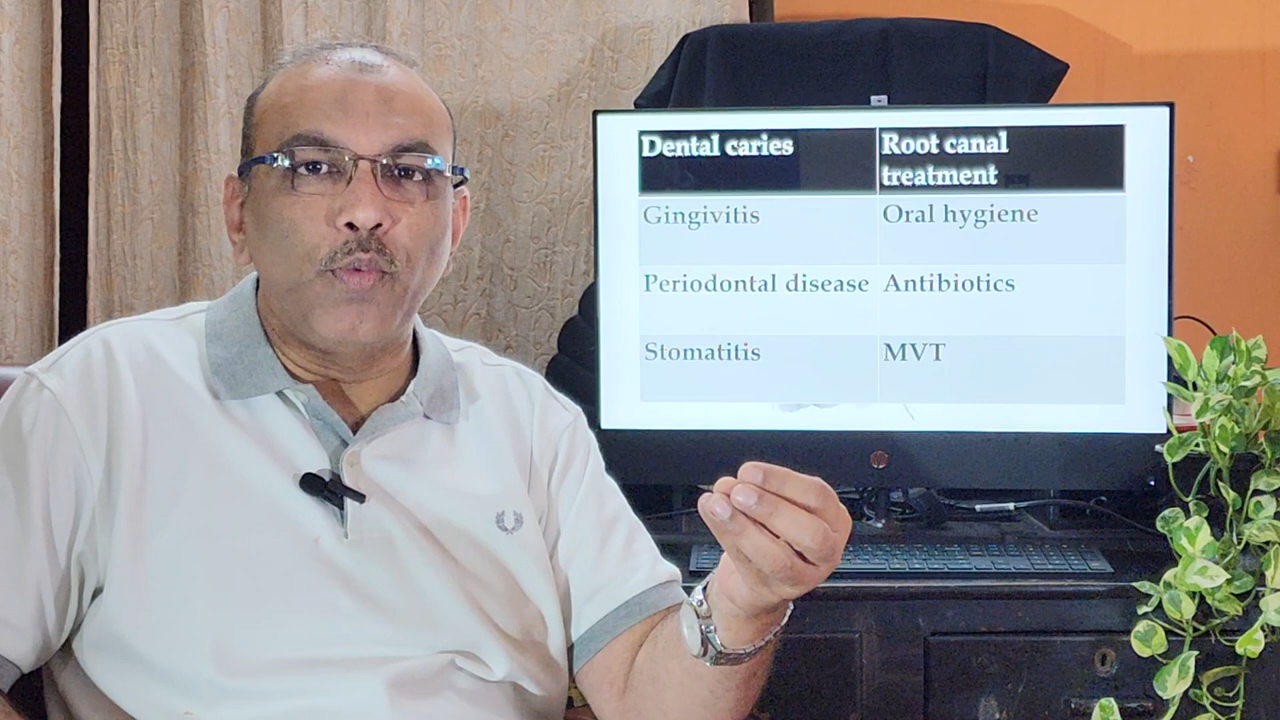 Dental caries
Root canal
treatment
Gingivitis
Oral hygiene
Periodontal disease
Antibiotics
Stomatitis
MVT